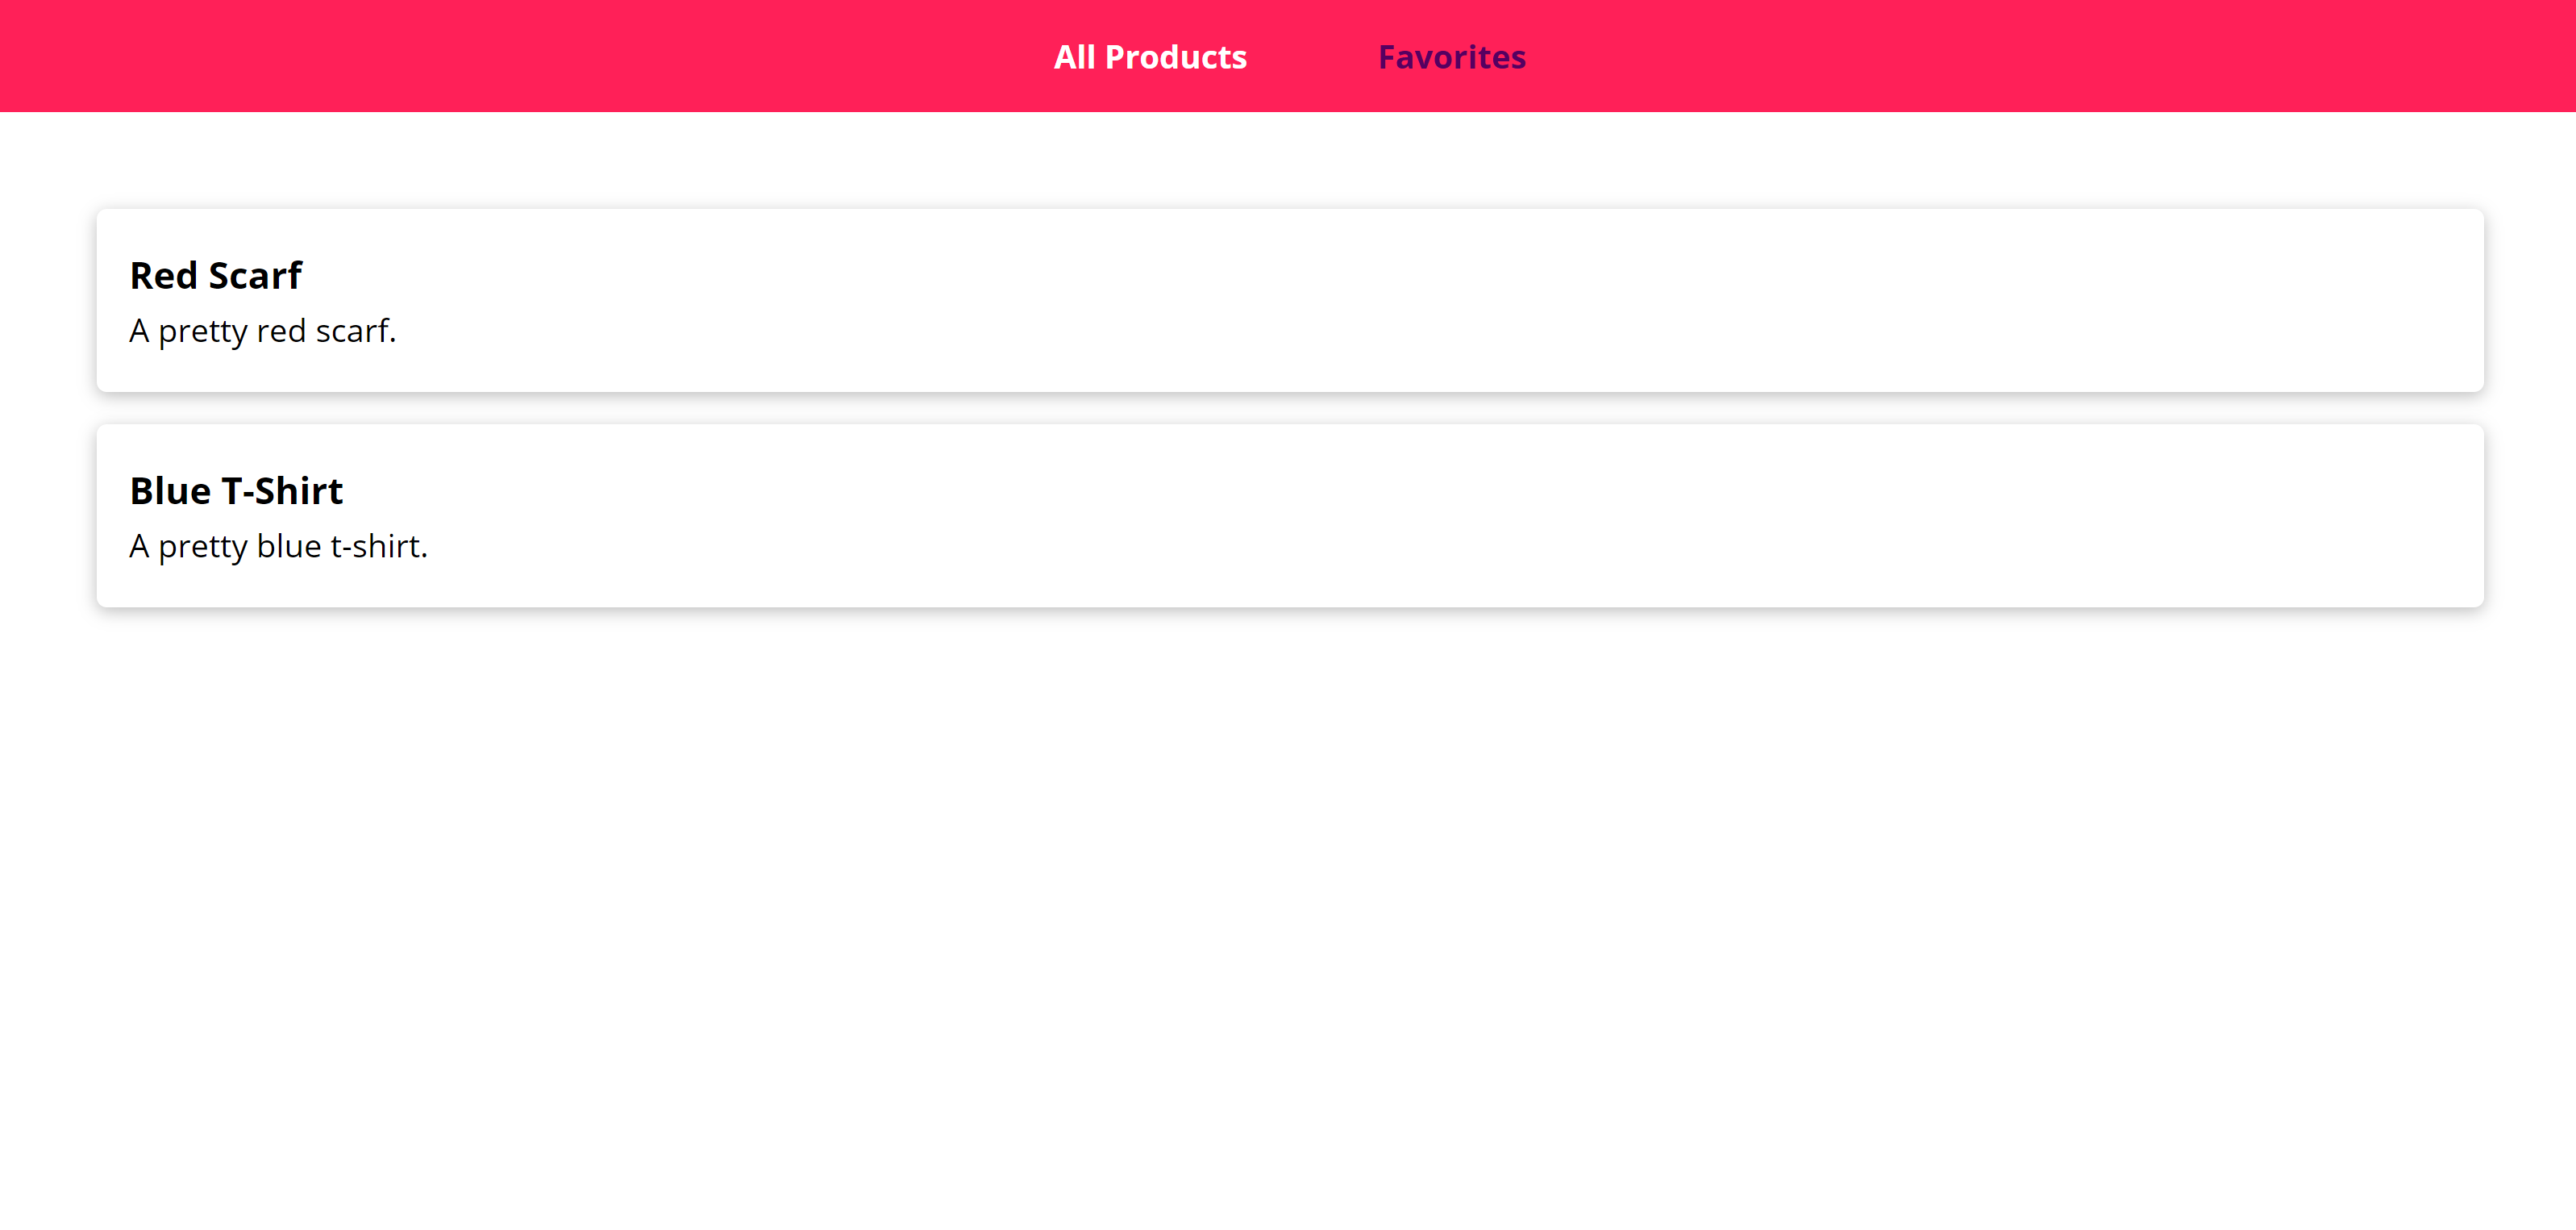 All Products Favorites
Red Scarf
A pretty red scarf.
Blue T-Shirt
A pretty blue t-shirt.